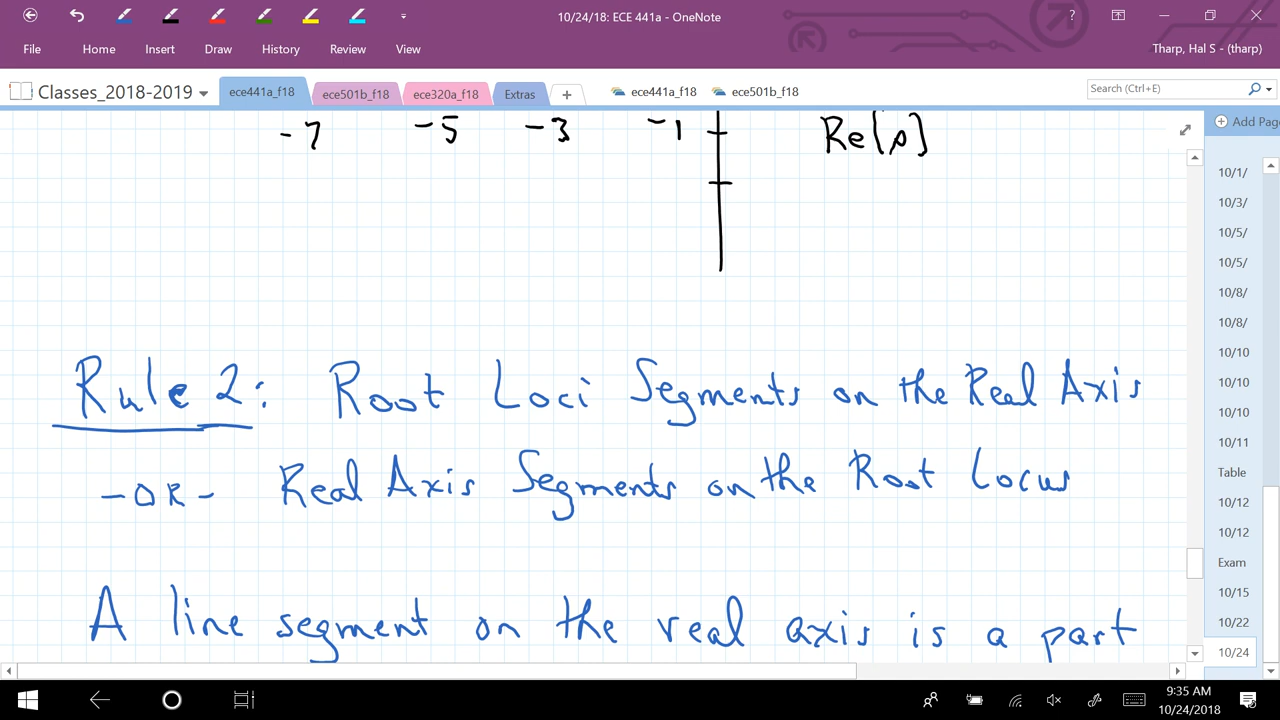 10/24/18: ECE 441a - OneNote
?
File Home Insert Draw History Review View
Tharp, Hal S - (tharp)
Classes_2018-2019
ece441a_f18 ece501b_f18 ece320a_f18 Extras + ece441a_f18 ece501b_f18
Search (Ctrl+E)
Add Page
-7 -5 -3 -1 Re[s]
Rule 2: Root Loci Segments on the Real Axis
-OR- Real Axis Segments on the Root Locus
A line segment on the real axis is a part
10/1/
10/3/
10/5/
10/5/
10/8/
10/8/
10/10
10/10
10/10
10/11
Table
10/12
10/12
Exam
10/15
10/22
10/24
9:35 AM
10/24/2018